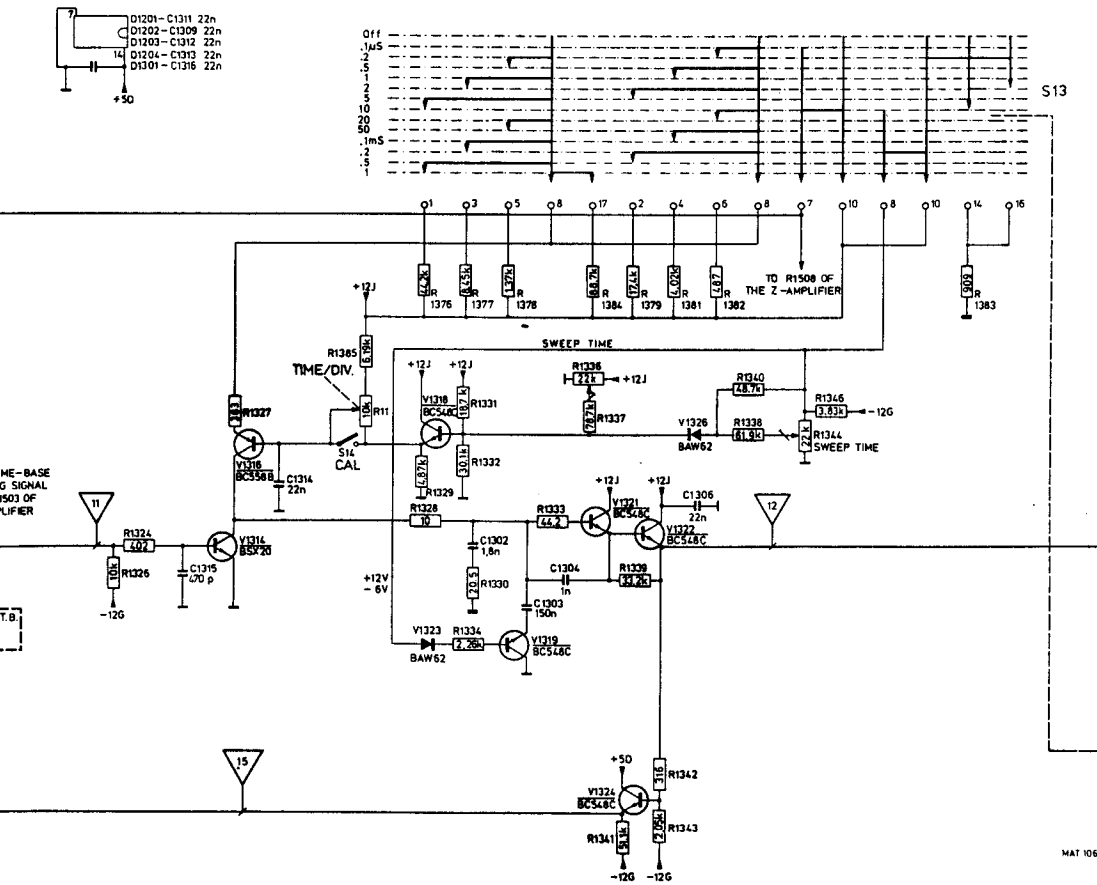 7
14
D1201-C1311 22n
D1202-C1309 22n
D1203-C1312 22n
D1204-C1313 22n
D1301-C1316 22n
+5D
Off
.1µS
.2
.5
1
2
5
10
20
50
.1mS
.2
.5
1
S13
1 3 5 8 17 2 4 6 8 7 10 8 10 14 16
44,2k
R
1376
8,45k
R
1377
1,37k
R
1378
88,7k
R
1384
17,4k
R
1379
4,02k
R
1381
487
R
1382
TO R1508 OF
THE Z-AMPLIFIER
909
R
1383
+12J
R1385
6,19k
TIME/DIV.
R11
10k
S14
CAL
SWEEP TIME
+12J
V1318
BC548C
+12J
18,7k
R1331
30,1k
R1332
4,87k
R1329
R1336
22k
+12J
78,7k
R1337
V1326
BAW62
R1340
48.7k
R1338
61,9k
R1346
3,83k
-12G
22k
R1344
SWEEP TIME
R1327
V1316
BC558B
C1314
22n
ME-BASE
G SIGNAL
1503 OF
PLIFIER
11
R1324
402
10k
R1326
-12G
C1315
470 p
V1314
BSX20
R1328
10
C1302
1,8n
20,5
R1330
R1333
44,2
+12J
V1321
BC548C
+12J
V1322
BC548C
C1306
22n
12
C1304
1n
R1339
33,2k
C1303
150n
+12V
- 6V
V1323
BAW62
R1334
2,26k
V1319
BC548C
T.B.
15
+5D
V1324
BC548C
316
R1342
2,05k
R1343
R1341
51,1k
-12G
-12G
MAT 106